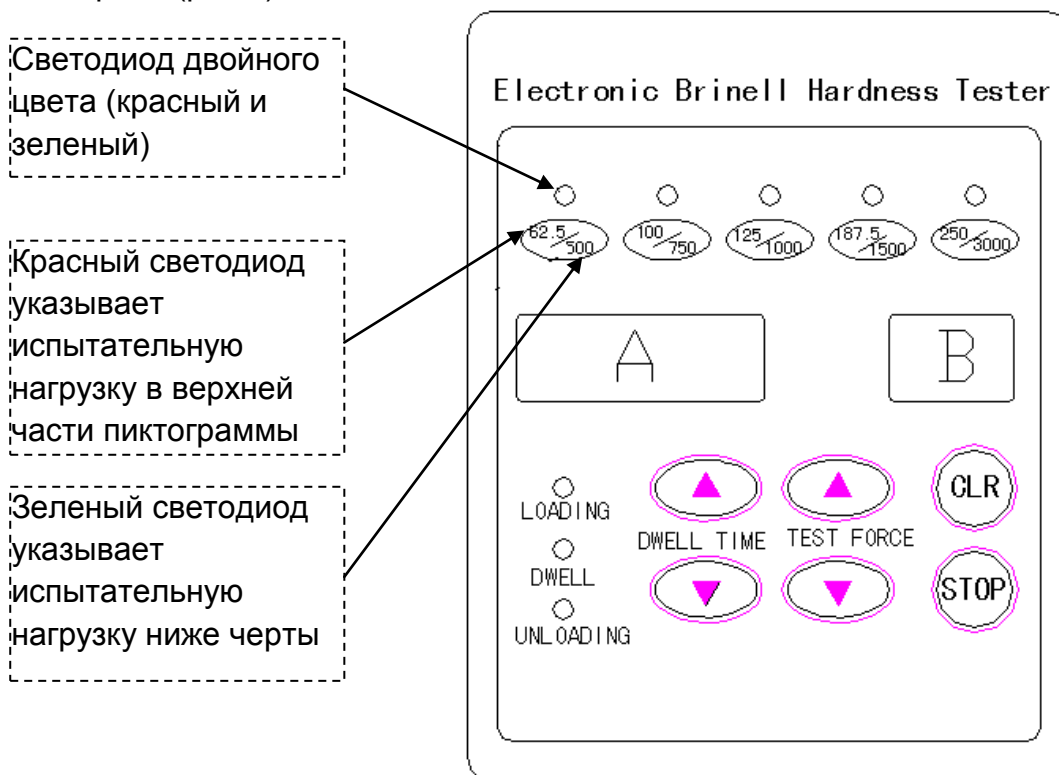 Светодиод двойного
цвета (красный и
зеленый)
Красный светодиод
указывает
испытательную
нагрузку в верхней
части пиктограммы
Зеленый светодиод
указывает
испытательную
нагрузку ниже черты
Electronic Brinell Hardness Tester
62.5/500 100/750 125/1000 187.5/1500 250/3000
A B
CLR
LOADING
DWELL TIME TEST FORCE
DWELL
STOP
UNLOADING